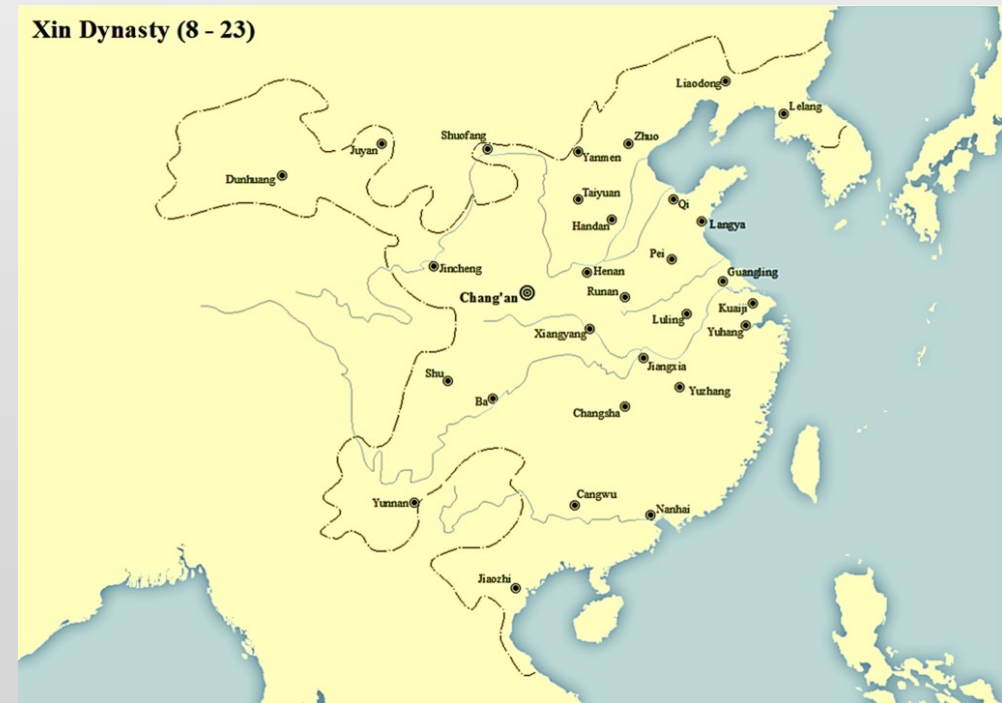 Xin Dynasty (8 - 23)
Liaodong
Lelang
Shuofang
Zhuo
Juyan
Yanmen
Dunhuang
Taiyuan
Qi
Handan
Langya
Pei
Jincheng
Henan
Guangling
Chang'an
Runan
Kuaiji
Luling
Xiangyang
Yuhang
Jiangxia
Shu
Yuzhang
Ba
Changsha
Cangwu
Yunnan
Nanhai
Jiaozhi